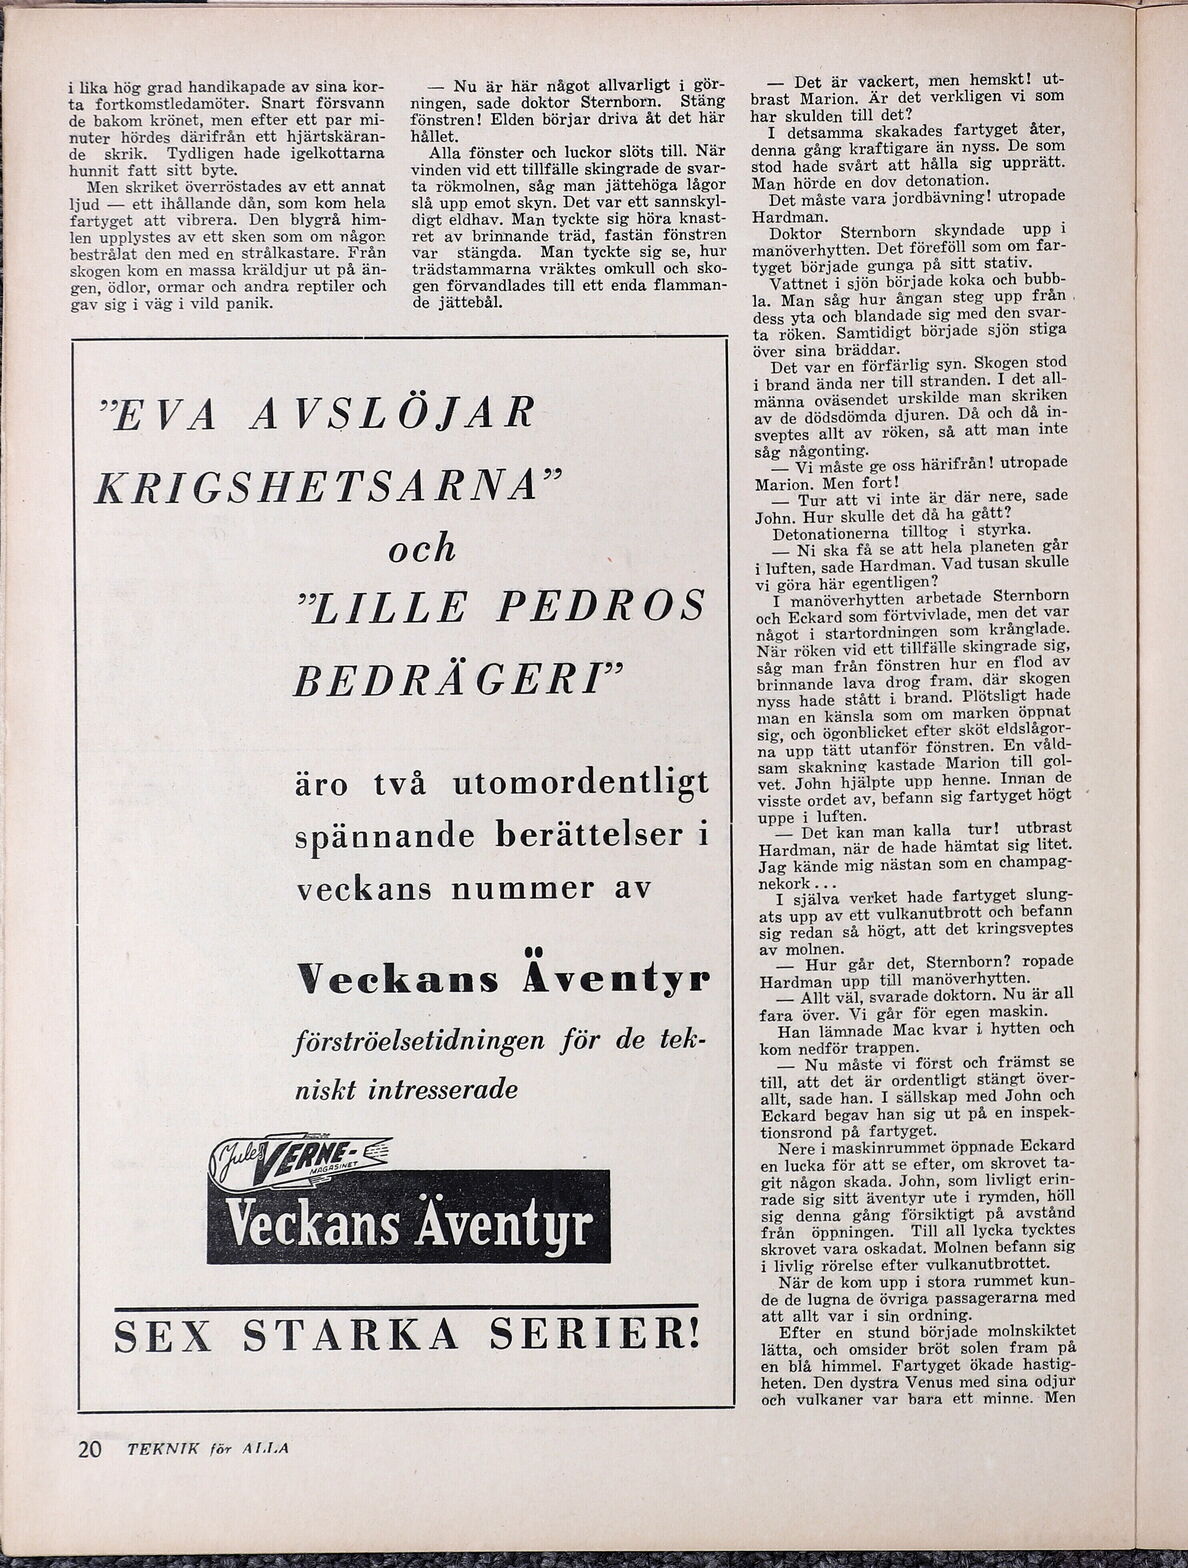 i lika hög grad handikapade av sina kor-
ta fortkomstledamöter. Snart försvann
de bakom krönet, men efter ett par mi-
nuter hördes därifrån ett hjärtskäran-
de skrik. Tydligen hade igelkottarna
hunnit fatt sitt byte.
Men skriket överröstades av ett annat
ljud — ett ihållande dån, som kom hela
fartyget att vibrera. Den blygrå him-
len upplystes av ett sken som om någon
bestrålat den med en strålkastare. Från
skogen kom en massa kräldjur ut på än-
gen, ödlor, ormar och andra reptiler och
gav sig i väg i vild panik.
— Nu är här något allvarligt i gör-
ningen, sade doktor Sternborn. Stäng
fönstren! Elden börjar driva åt det här
hållet.
Alla fönster och luckor slöts till. När
vinden vid ett tillfälle skingrade de svar-
ta rökmolnen, såg man jättehöga lågor
slå upp emot skyn. Det var ett sannskyl-
digt eldhav. Man tyckte sig höra knast-
ret av brinnande träd, fastän fönstren
var stängda. Man tyckte sig se, hur
trädstammarna vräktes omkull och sko-
gen förvandlades till ett enda flamman-
de jättebål.
"EVA AVSLÖJAR
KRIGSHETSARNA"
och
"LILLE PEDROS
BEDRÄGERI"
äro två utomordentligt
spännande berättelser i
veckans nummer av
Veckans Äventyr
förströelsetidningen för de tek-
niskt intresserade
Jules VERNE-
MAGASINET
Veckans Äventyr
SEX STARKA SERIER!
— Det är vackert, men hemskt! ut-
brast Marion. Är det verkligen vi som
har skulden till det?
I detsamma skakades fartyget åter,
denna gång kraftigare än nyss. De som
stod hade svårt att hålla sig upprätt.
Man hörde en dov detonation.
Det måste vara jordbävning! utropade
Hardman.
Doktor Sternborn skyndade upp i
manöverhytten. Det föreföll som om far-
tyget började gunga på sitt stativ.
Vattnet i sjön började koka och bubb-
la. Man såg hur ångan steg upp från
dess yta och blandade sig med den svar-
ta röken. Samtidigt började sjön stiga
över sina bräddar.
Det var en förfärlig syn. Skogen stod
i brand ända ner till stranden. I det all-
männa oväsendet urskilde man skriken
av de dödsdömda djuren. Då och då in-
sveptes allt av röken, så att man inte
såg någonting.
— Vi måste ge oss härifrån! utropade
Marion. Men fort!
— Tur att vi inte är där nere, sade
John. Hur skulle det då ha gått?
Detonationerna tilltog i styrka.
— Ni ska få se att hela planeten går
i luften, sade Hardman. Vad tusan skulle
vi göra här egentligen?
I manöverhytten arbetade Sternborn
och Eckard som förtvivlade, men det var
något i startordningen som krånglade.
När röken vid ett tillfälle skingrade sig,
såg man från fönstren hur en flod av
brinnande lava drog fram, där skogen
nyss hade stått i brand. Plötsligt hade
man en känsla som om marken öppnat
sig, och ögonblicket efter sköt eldslågor-
na upp tätt utanför fönstren. En våld-
sam skakning kastade Marion till gol-
vet. John hjälpte upp henne. Innan de
visste ordet av, befann sig fartyget högt
uppe i luften.
— Det kan man kalla tur! utbrast
Hardman, när de hade hämtat sig litet.
Jag kände mig nästan som en champag-
nekork...
I själva verket hade fartyget slung-
ats upp av ett vulkanutbrott och befann
sig redan så högt, att det kringsveptes
av molnen.
— Hur går det, Sternborn? ropade
Hardman upp till manöverhytten.
— Allt väl, svarade doktorn. Nu är all
fara över. Vi går för egen maskin.
Han lämnade Mac kvar i hytten och
kom nedför trappen.
— Nu måste vi först och främst se
till, att det är ordentligt stängt över-
allt, sade han. I sällskap med John och
Eckard begav han sig ut på en inspek-
tionsrond på fartyget.
Nere i maskinrummet öppnade Eckard
en lucka för att se efter, om skrovet ta-
git någon skada. John, som livligt erin-
rade sig sitt äventyr ute i rymden, höll
sig denna gång försiktigt på avstånd
från öppningen. Till all lycka tycktes
skrovet vara oskadat. Molnen befann sig
i livlig rörelse efter vulkanutbrottet.
När de kom upp i stora rummet kun-
de de lugna de övriga passagerarna med
att allt var i sin ordning.
Efter en stund började molnskiktet
lätta, och omsider bröt solen fram på
en blå himmel. Fartyget ökade hastig-
heten. Den dystra Venus med sina odjur
och vulkaner var bara ett minne. Men
20 TEKNIK för ALLA